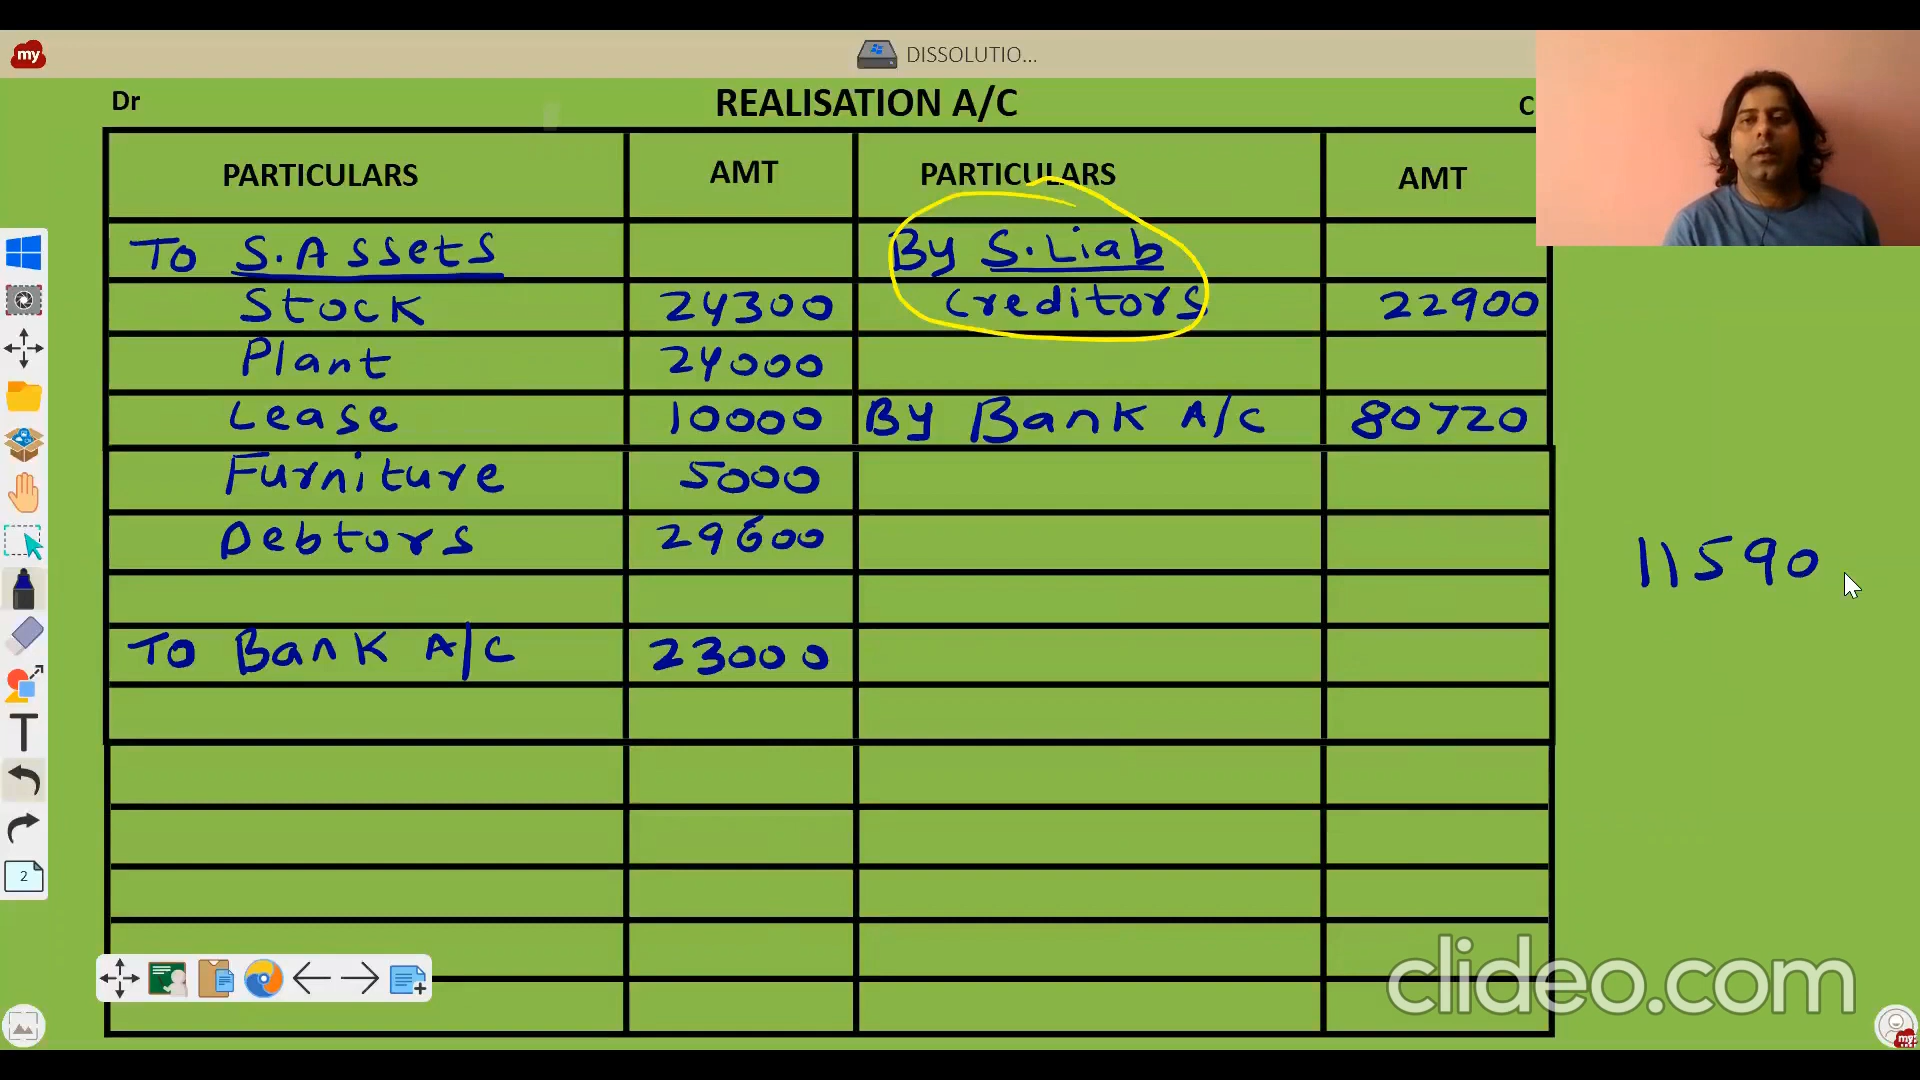 my
DISSOLUTIO...
Dr REALISATION A/C C
PARTICULARS AMT PARTICULARS AMT
To S.Assets By S.Liab
Stock 24300 Creditors 22900
Plant 24000
Lease 10000 By Bank A/c 80720
Furniture 5000
Debtors 29600
11590
To Bank A/c 23000
T
2
clideo.com
my